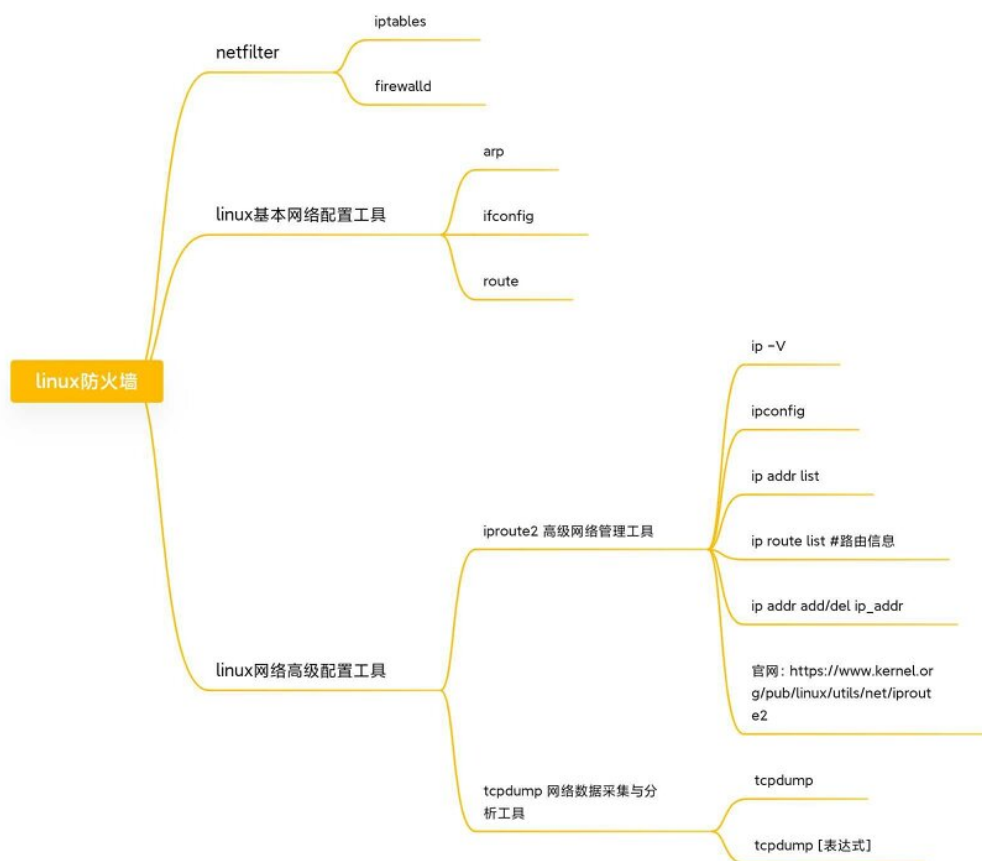 iptables
netfilter
firewalld
arp
linux基本网络配置工具
ifconfig
route
linux防火墙
ip -V
ipconfig
ip addr list
iproute2 高级网络管理工具
ip route list #路由信息
ip addr add/del ip_addr
linux网络高级配置工具
官网：https://www.kernel.or
g/pub/linux/utils/net/iprout
e2
tcpdump 网络数据采集与分
析工具
tcpdump
tcpdump [表达式]